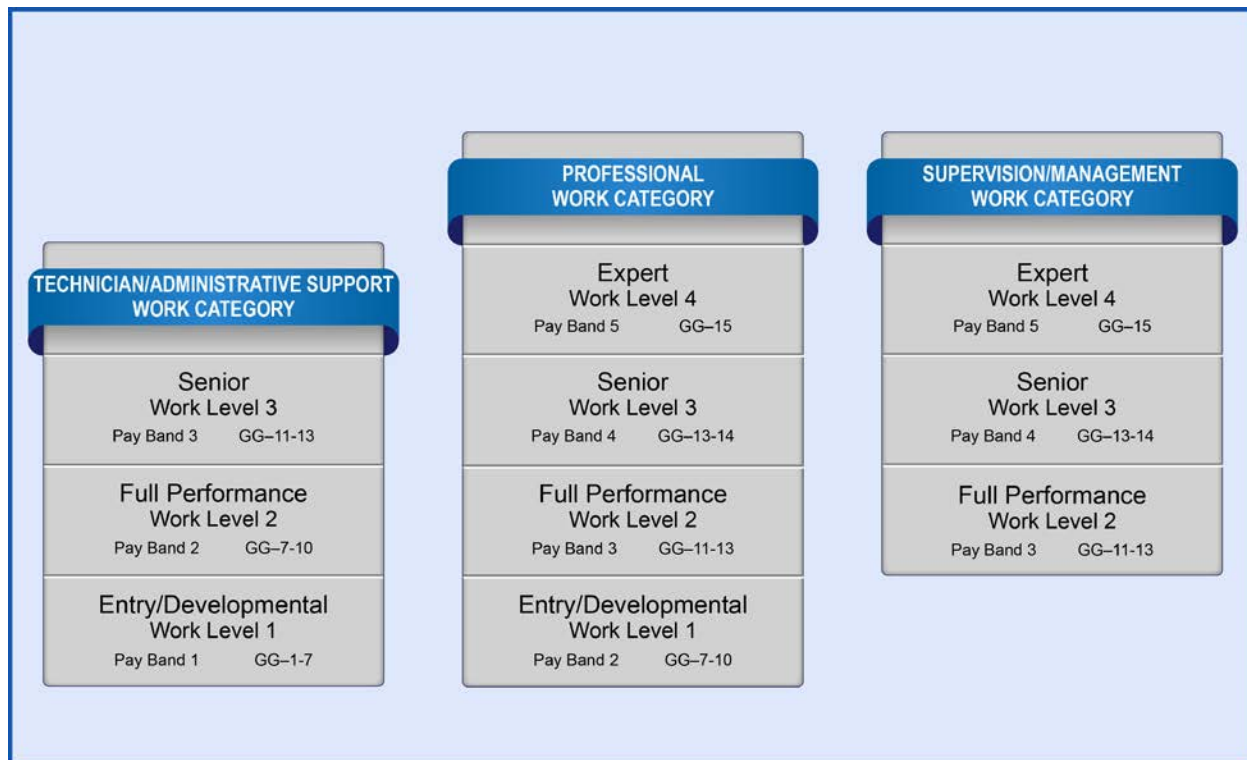 TECHNICIAN/ADMINISTRATIVE SUPPORT
WORK CATEGORY
Senior
Work Level 3
Pay Band 3 GG–11-13
Full Performance
Work Level 2
Pay Band 2 GG–7-10
Entry/Developmental
Work Level 1
Pay Band 1 GG–1-7
PROFESSIONAL
WORK CATEGORY
Expert
Work Level 4
Pay Band 5 GG–15
Senior
Work Level 3
Pay Band 4 GG–13-14
Full Performance
Work Level 2
Pay Band 3 GG–11-13
Entry/Developmental
Work Level 1
Pay Band 2 GG–7-10
SUPERVISION/MANAGEMENT
WORK CATEGORY
Expert
Work Level 4
Pay Band 5 GG–15
Senior
Work Level 3
Pay Band 4 GG–13-14
Full Performance
Work Level 2
Pay Band 3 GG–11-13